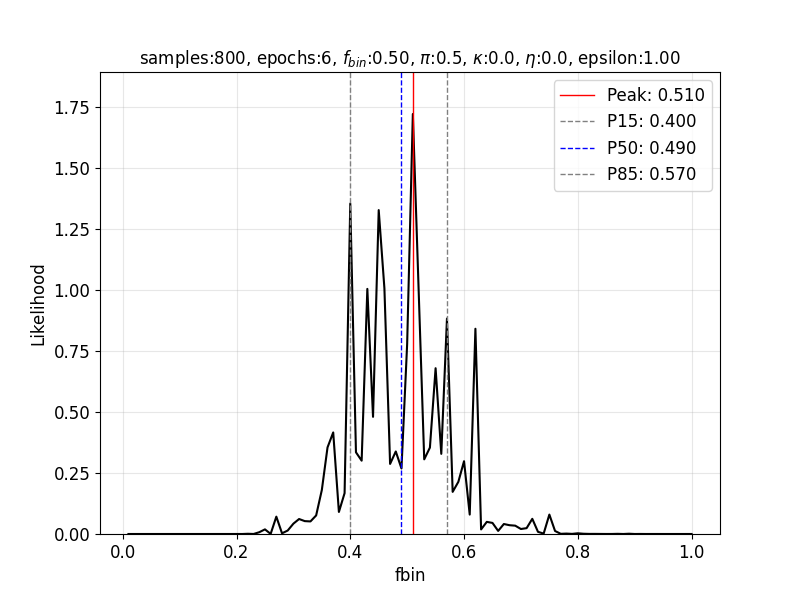 samples:800, epochs:6, f_bin:0.50, π:0.5, κ:0.0, η:0.0, epsilon:1.00
Peak: 0.510
P15: 0.400
P50: 0.490
P85: 0.570
Likelihood
1.75
1.50
1.25
1.00
0.75
0.50
0.25
0.00
0.0 0.2 0.4 0.6 0.8 1.0
fbin